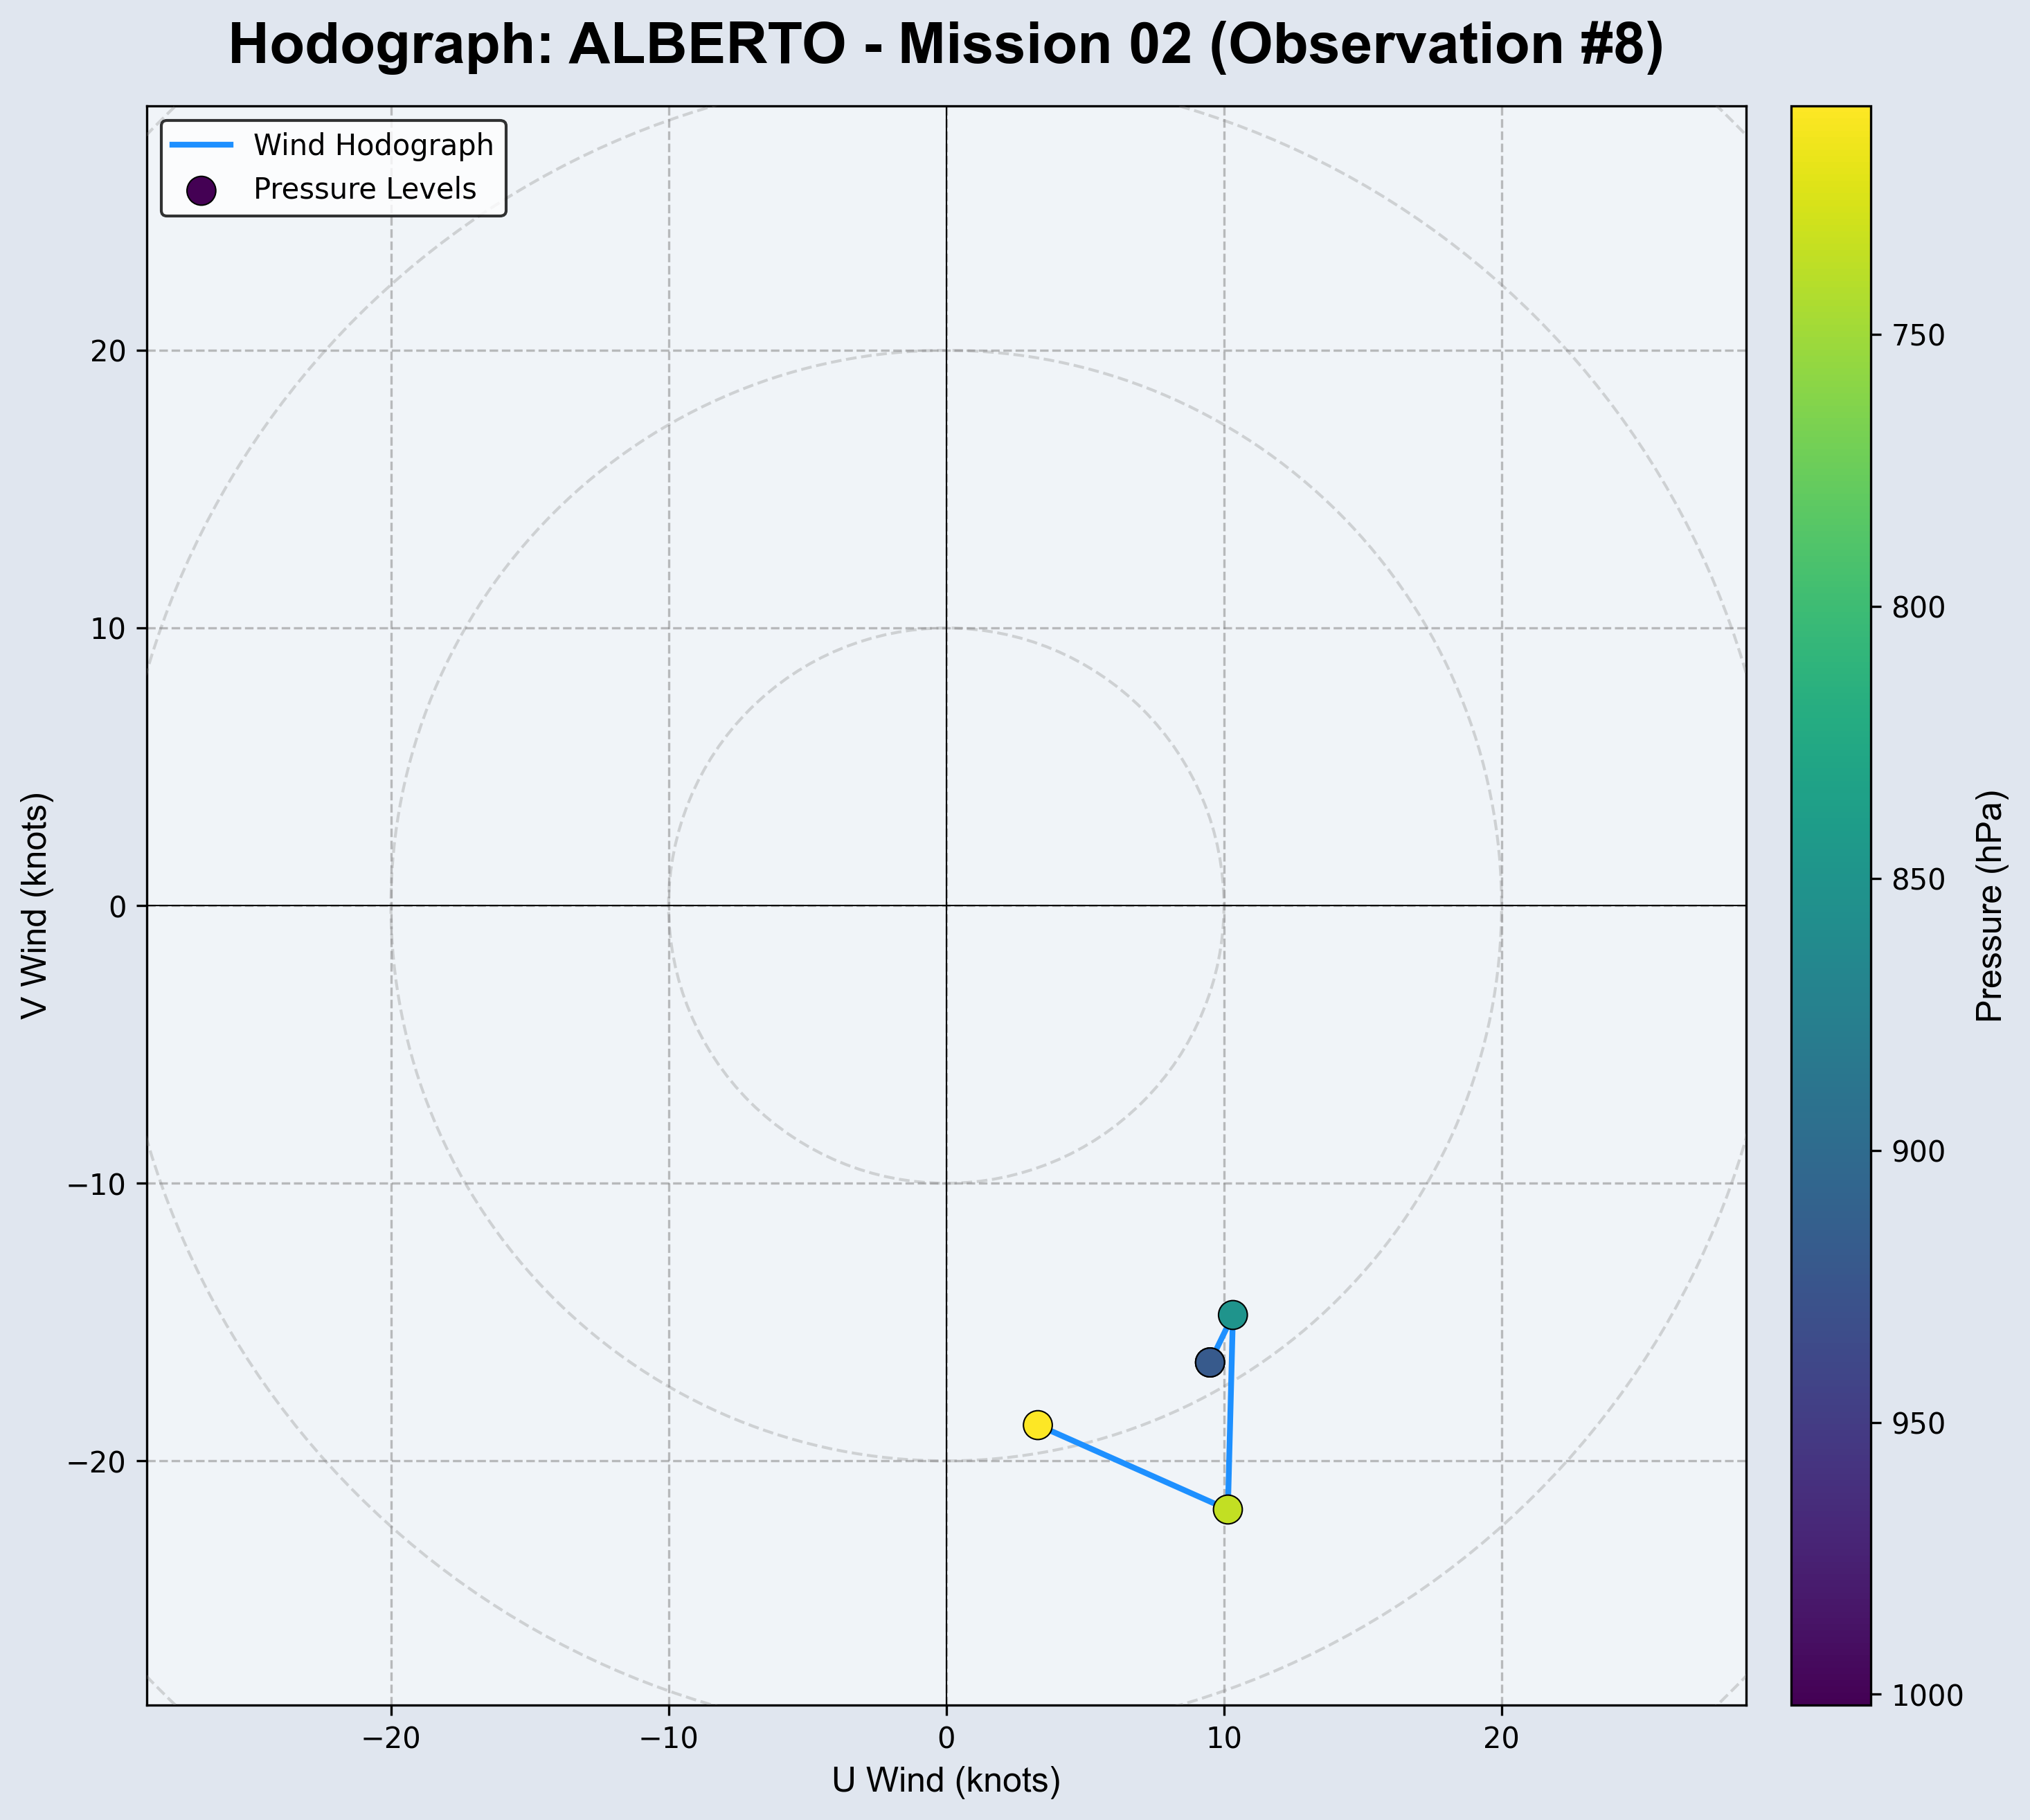 Hodograph: ALBERTO - Mission 02 (Observation #8)
Wind Hodograph
Pressure Levels
20
10
0
−10
−20
V Wind (knots)
−20
−10
0
10
20
U Wind (knots)
750
800
850
900
950
1000
Pressure (hPa)